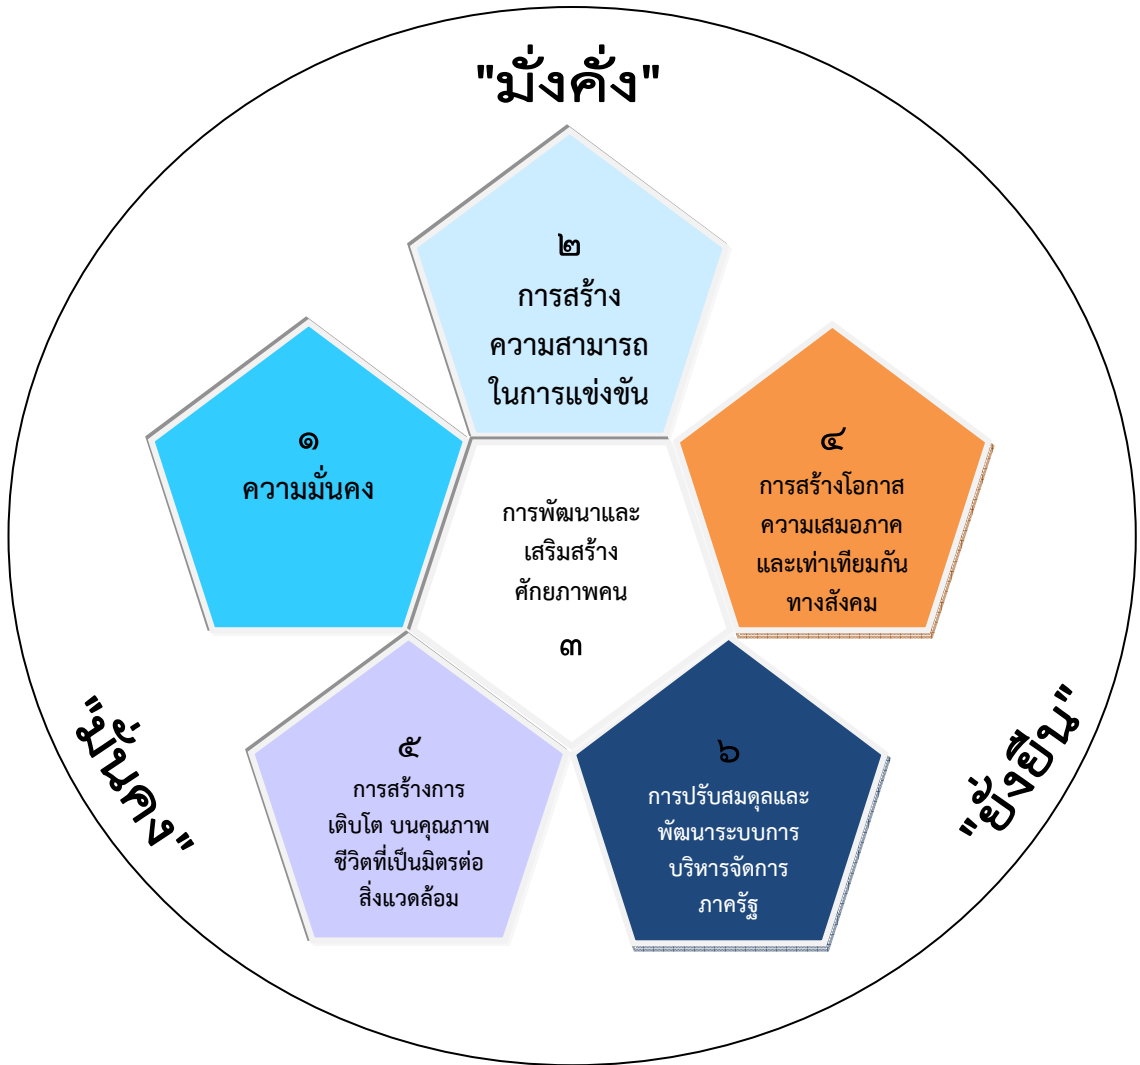 "มั่งคั่ง"
๒
การสร้าง
ความสามารถ
ในการแข่งขัน
๑
ความมั่นคง
๔
การสร้างโอกาส
ความเสมอภาค
และเท่าเทียมกัน
ทางสังคม
การพัฒนาและ
เสริมสร้าง
ศักยภาพคน
๓
"มั่นคง"
"ยั่งยืน"
๕
การสร้างการ
เติบโต บนคุณภาพ
ชีวิตที่เป็นมิตรต่อ
สิ่งแวดล้อม
๖
การปรับสมดุลและ
พัฒนาระบบการ
บริหารจัดการ
ภาครัฐ